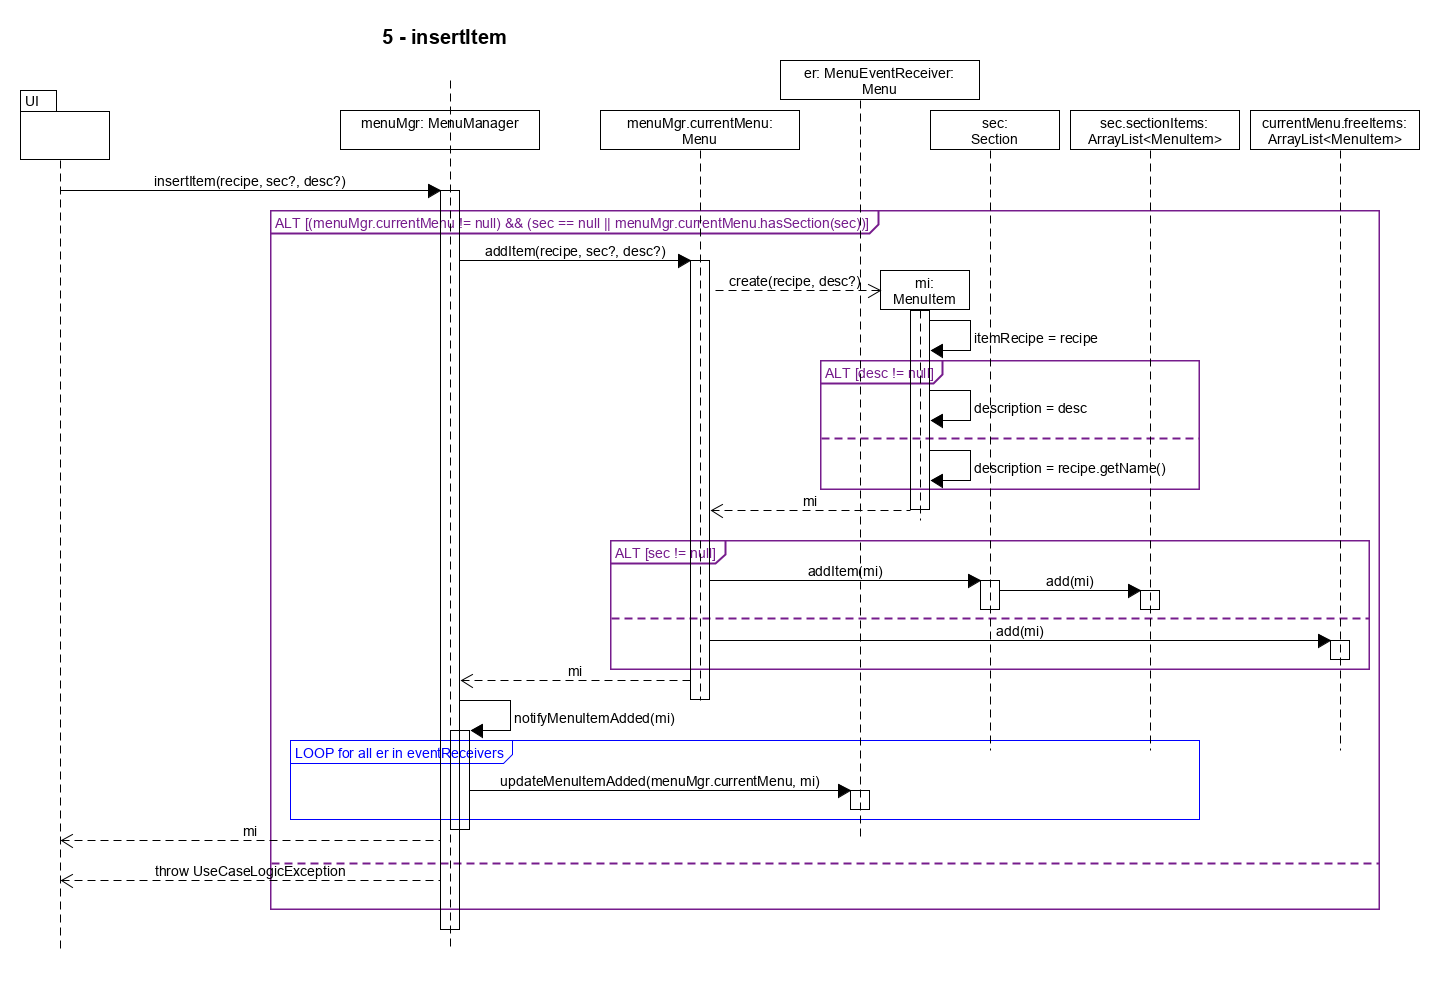 5 - insertItem
er: MenuEventReceiver:
Menu
UI
menuMgr: MenuManager
menuMgr.currentMenu:
Menu
sec:
Section
sec.sectionItems:
ArrayList<MenuItem>
currentMenu.freeItems:
ArrayList<MenuItem>
insertItem(recipe, sec?, desc?)
ALT [(menuMgr.currentMenu != null) && (sec == null || menuMgr.currentMenu.hasSection(sec))]
addItem(recipe, sec?, desc?)
create(recipe, desc?)
mi:
MenuItem
itemRecipe = recipe
ALT [desc != null]
description = desc
description = recipe.getName()
mi
ALT [sec != null]
addItem(mi)
add(mi)
add(mi)
mi
notifyMenuItemAdded(mi)
LOOP for all er in eventReceivers
updateMenuItemAdded(menuMgr.currentMenu, mi)
mi
throw UseCaseLogicException